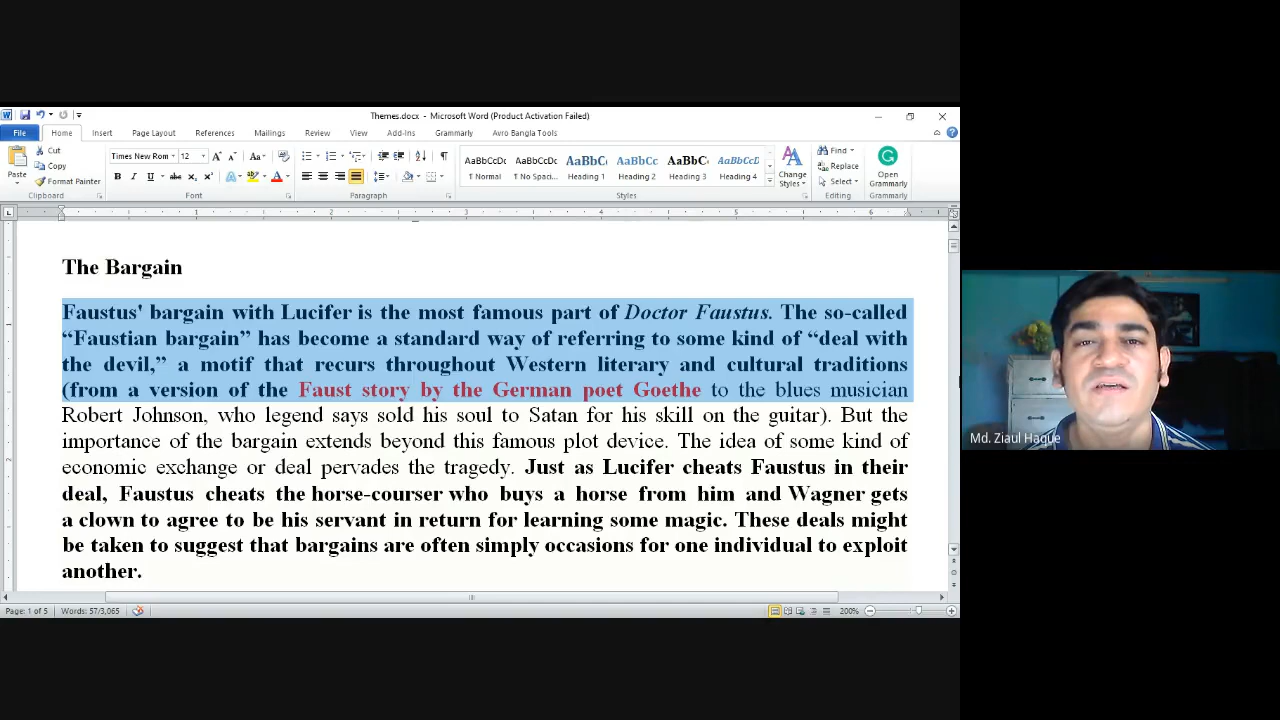 Themes.docx - Microsoft Word (Product Activation Failed)
File Home Insert Page Layout References Mailings Review View Add-Ins Grammarly Avro Bangla Tools
Paste
Cut
Copy
Format Painter
Clipboard
Times New Rom 12
Font
Paragraph
AaBbCcDc AaBbCcDc AaBbC AaBbCc AaBbC AaBbCcD
¶ Normal ¶ No Spaci... Heading 1 Heading 2 Heading 3 Heading 4
Change Styles
Styles
Find
Replace
Select
Editing
Open Grammarly
Grammarly
1 2 3 4 5 6
The Bargain
Faustus' bargain with Lucifer is the most famous part of Doctor Faustus. The so-called
“Faustian bargain” has become a standard way of referring to some kind of “deal with
the devil,” a motif that recurs throughout Western literary and cultural traditions
(from a version of the Faust story by the German poet Goethe to the blues musician
Robert Johnson, who legend says sold his soul to Satan for his skill on the guitar). But the
importance of the bargain extends beyond this famous plot device. The idea of some kind of
economic exchange or deal pervades the tragedy. Just as Lucifer cheats Faustus in their
deal, Faustus cheats the horse-courser who buys a horse from him and Wagner gets
a clown to agree to be his servant in return for learning some magic. These deals might
be taken to suggest that bargains are often simply occasions for one individual to exploit
another.
Page: 1 of 5 Words: 57/3,065 200%
Md. Ziaul Haque